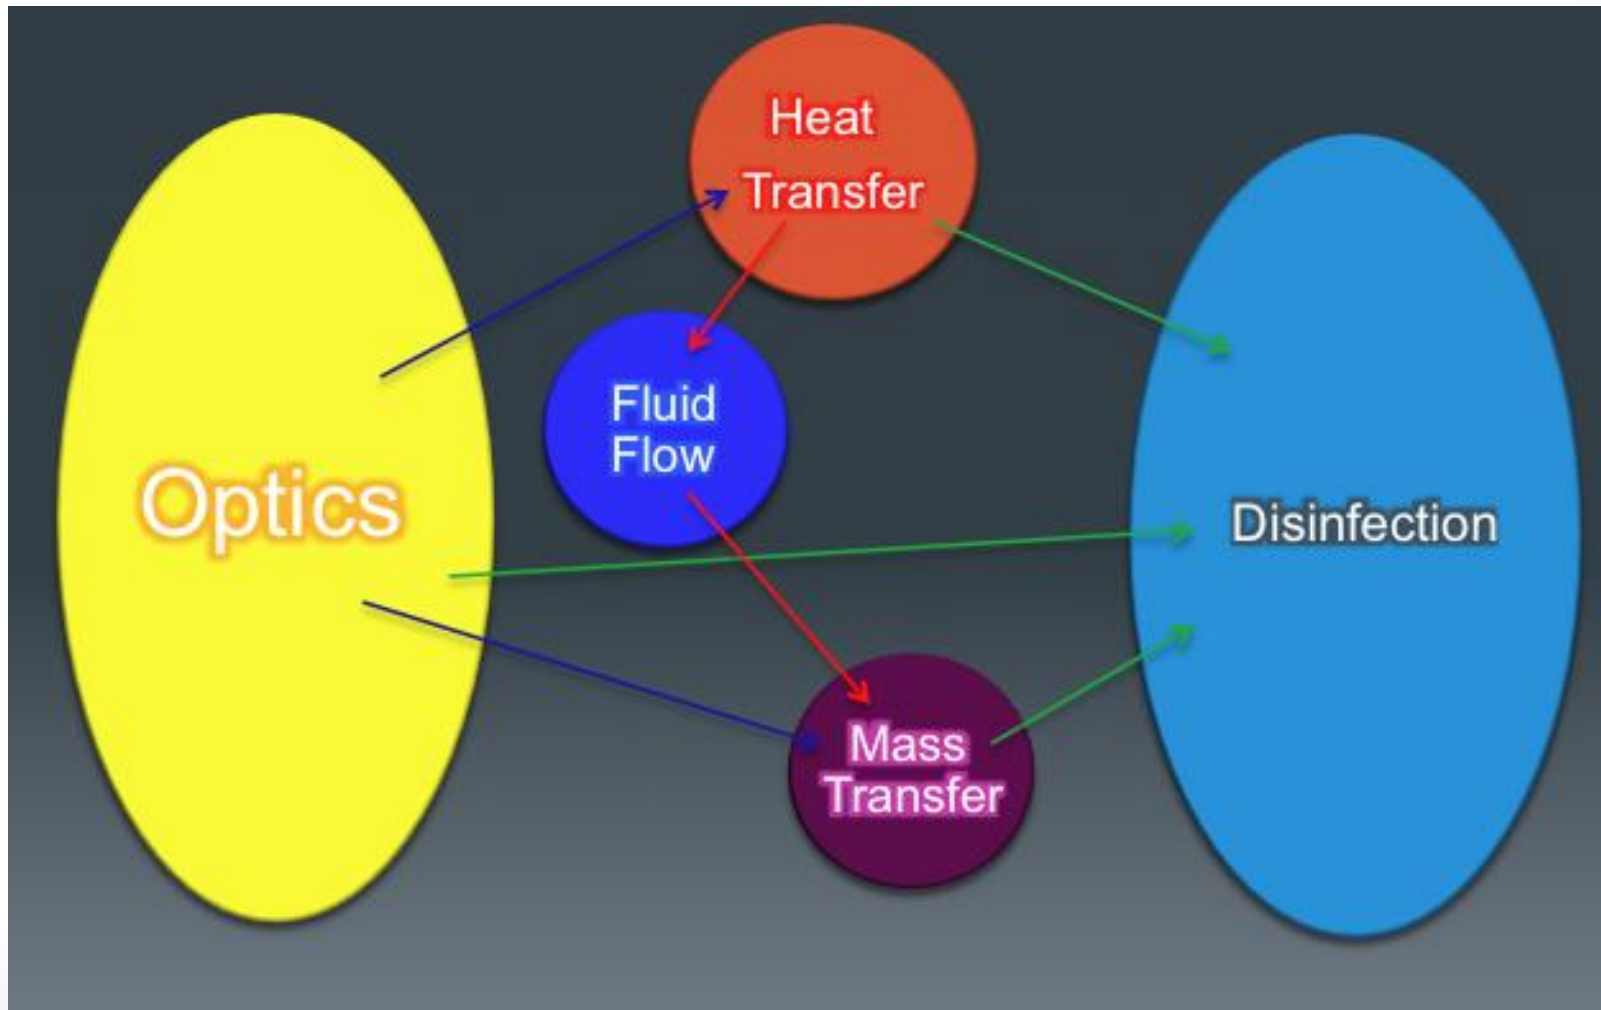 Heat
Transfer
Fluid
Flow
Optics
Disinfection
Mass
Transfer